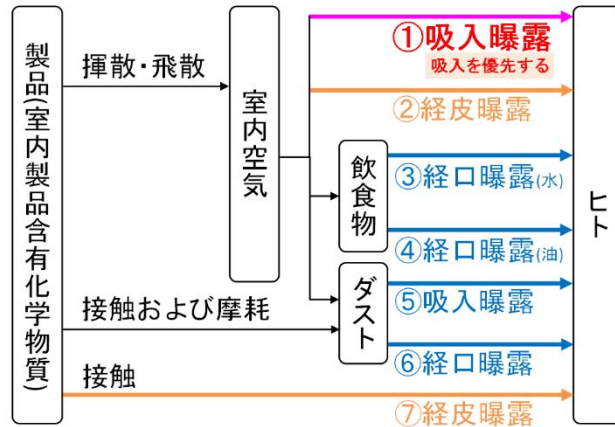 製品(室内製品含有化学物質)
揮散・飛散
室内空気
①吸入曝露
吸入を優先する
②経皮曝露
飲食物
③経口曝露(水)
④経口曝露(油)
ダスト
⑤吸入曝露
接触および摩耗
⑥経口曝露
接触
⑦経皮曝露
ヒト